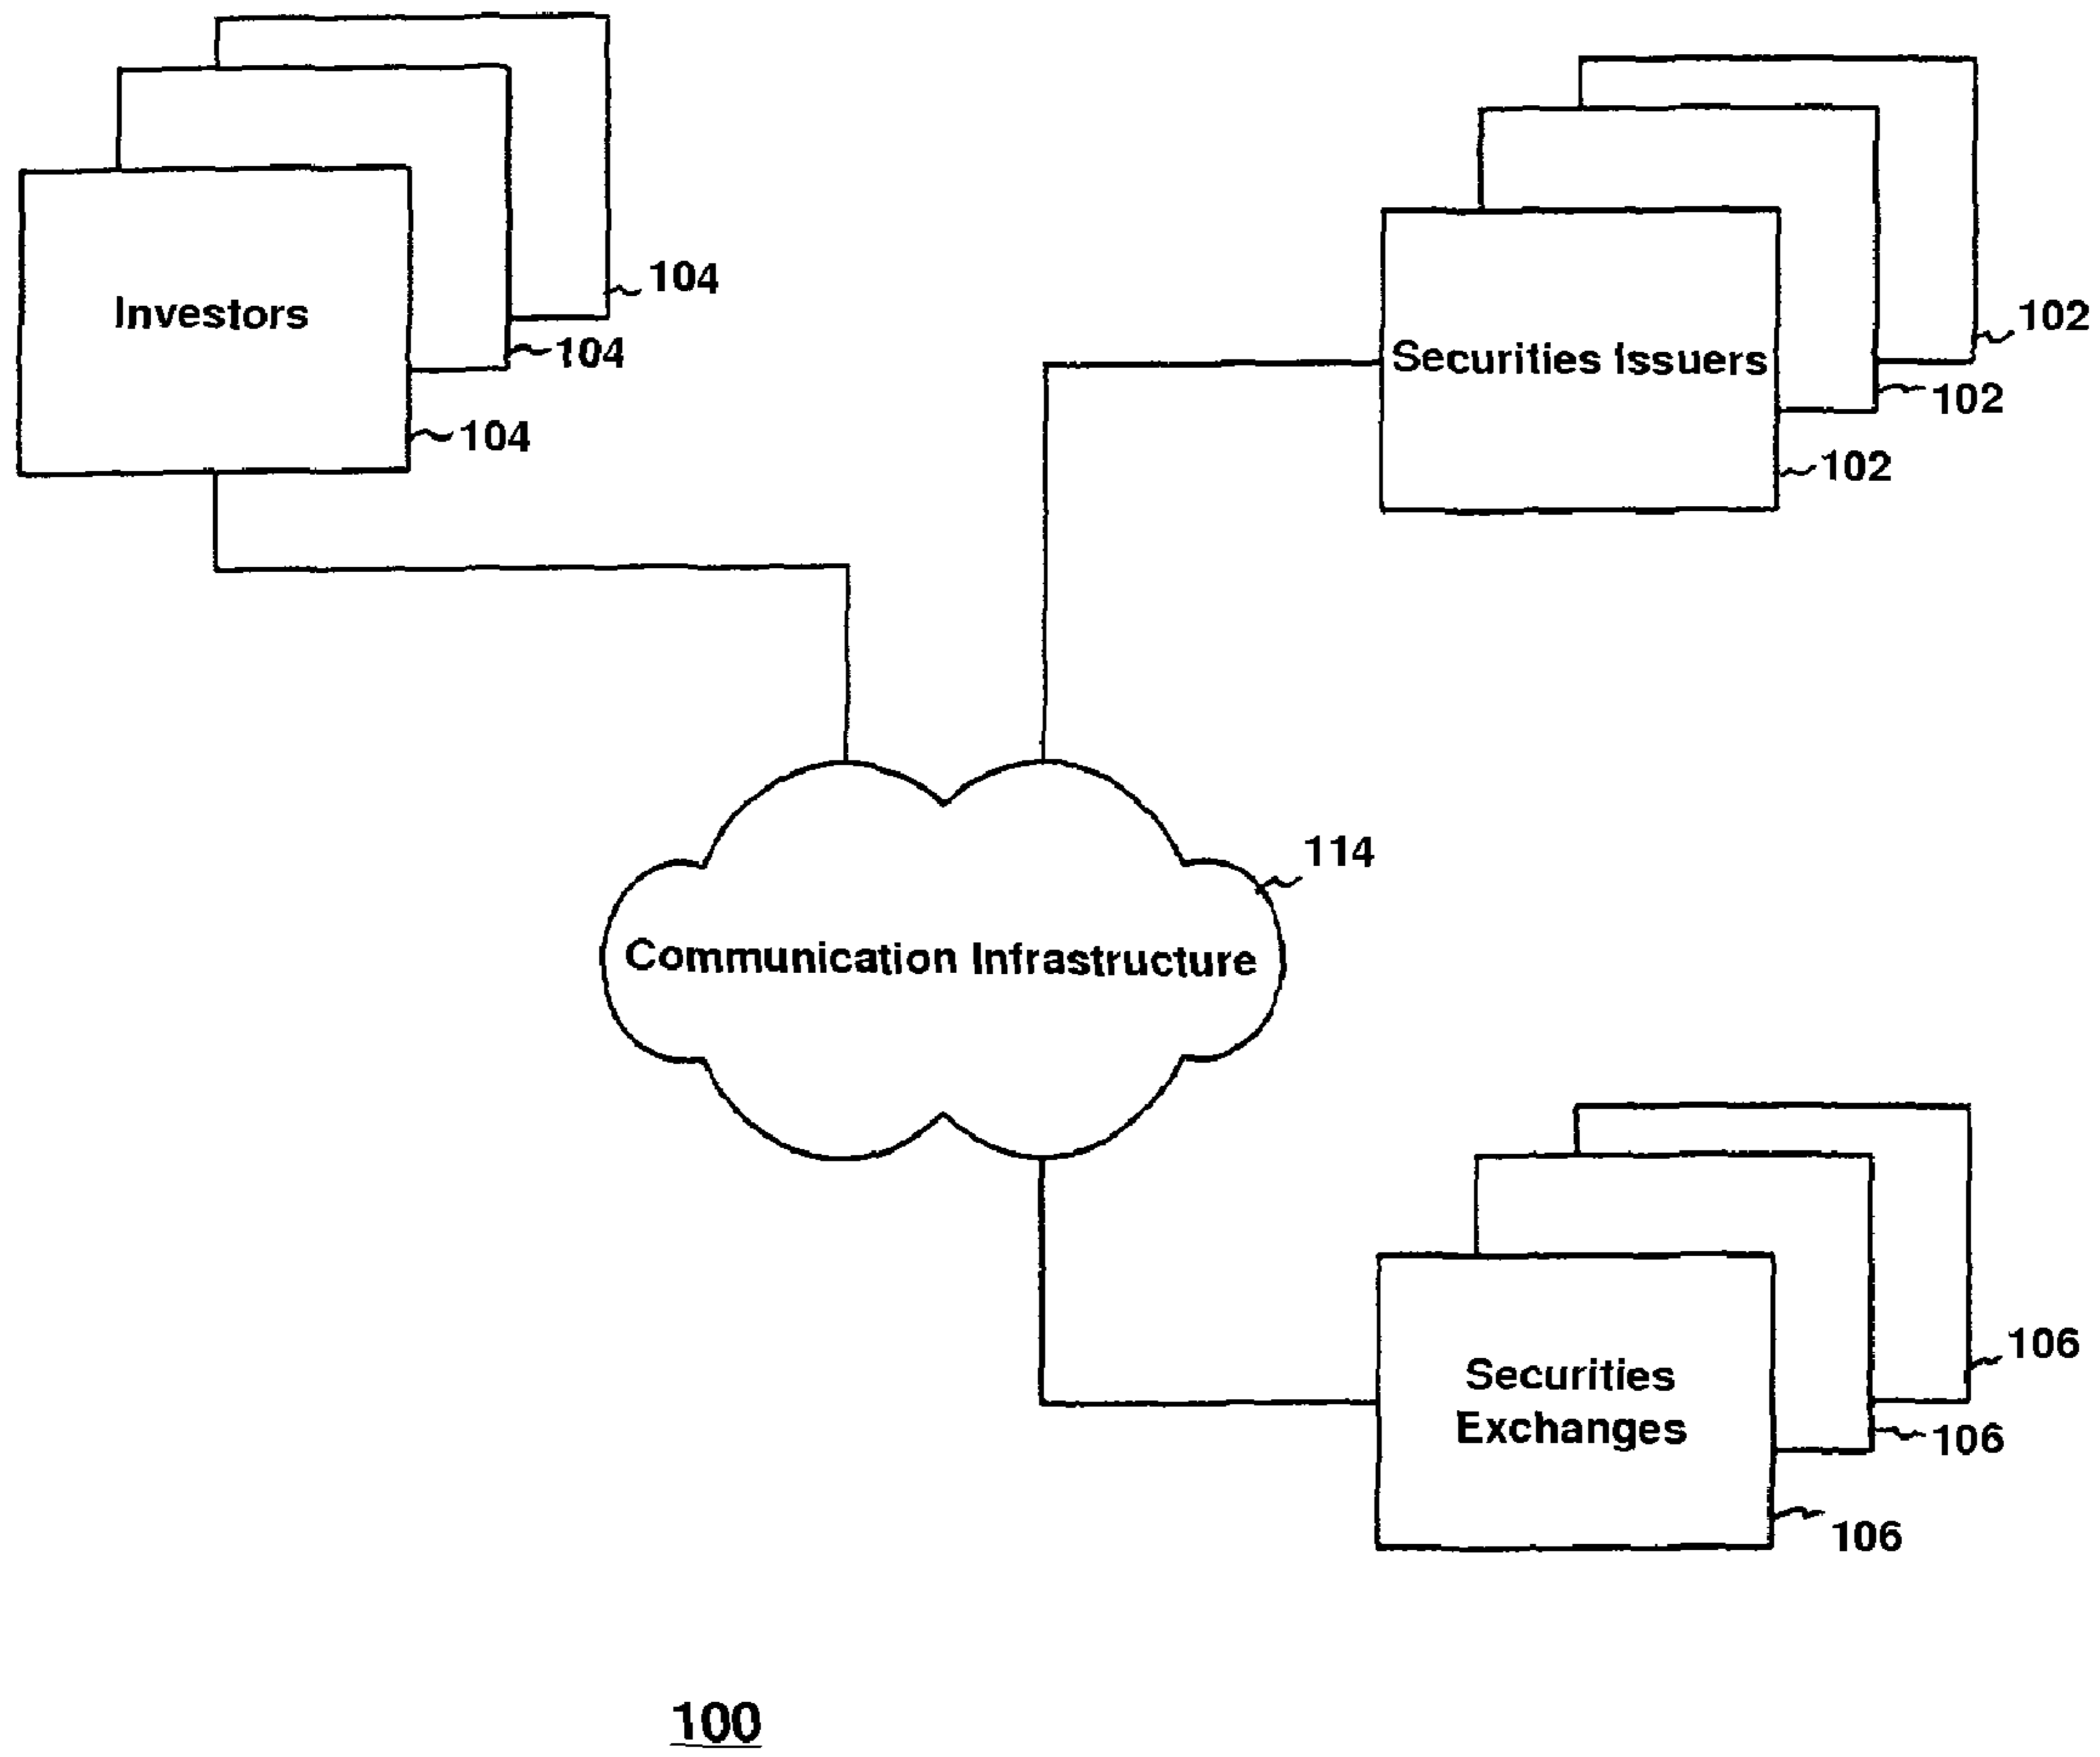 104
Investors
104
104
102
Securities Issuers
102
102
114
Communication Infrastructure
106
Securities
Exchanges
106
106
100